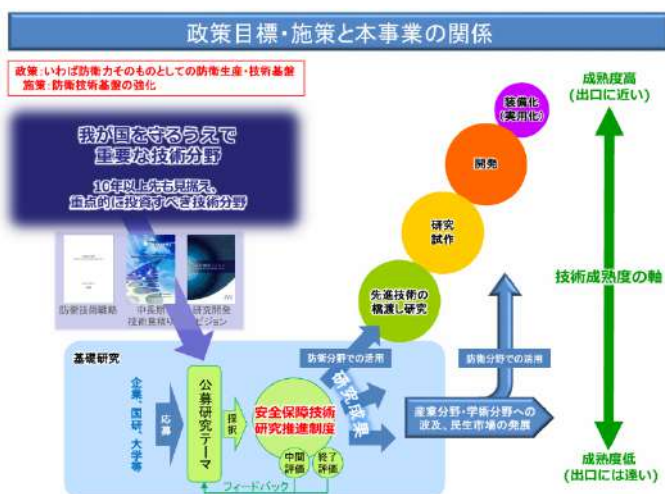 政策目標・施策と本事業の関係
政策:いわば防衛力そのものとしての防衛生産・技術基盤
施策:防衛技術基盤の強化
我が国を守るうえで
重要な技術分野
10年以上先も見据え、
重点的に投資すべき技術分野
防衛技術戦略
中長期
技術見積り
研究開発
ビジョン
装備化
(実用化)
開発
研究
試作
先進技術の
橋渡し研究
成熟度高
(出口に近い)
技術成熟度の軸
成熟度低
(出口には遠い)
基礎研究
企業、国研、大学等
応募
公募研究テーマ
採択
安全保障技術
研究推進制度
中間
評価
終了
評価
フィードバック
研究成果
防衛分野での活用
防衛分野での活用
産業分野・学術分野への
波及、民生市場の発展